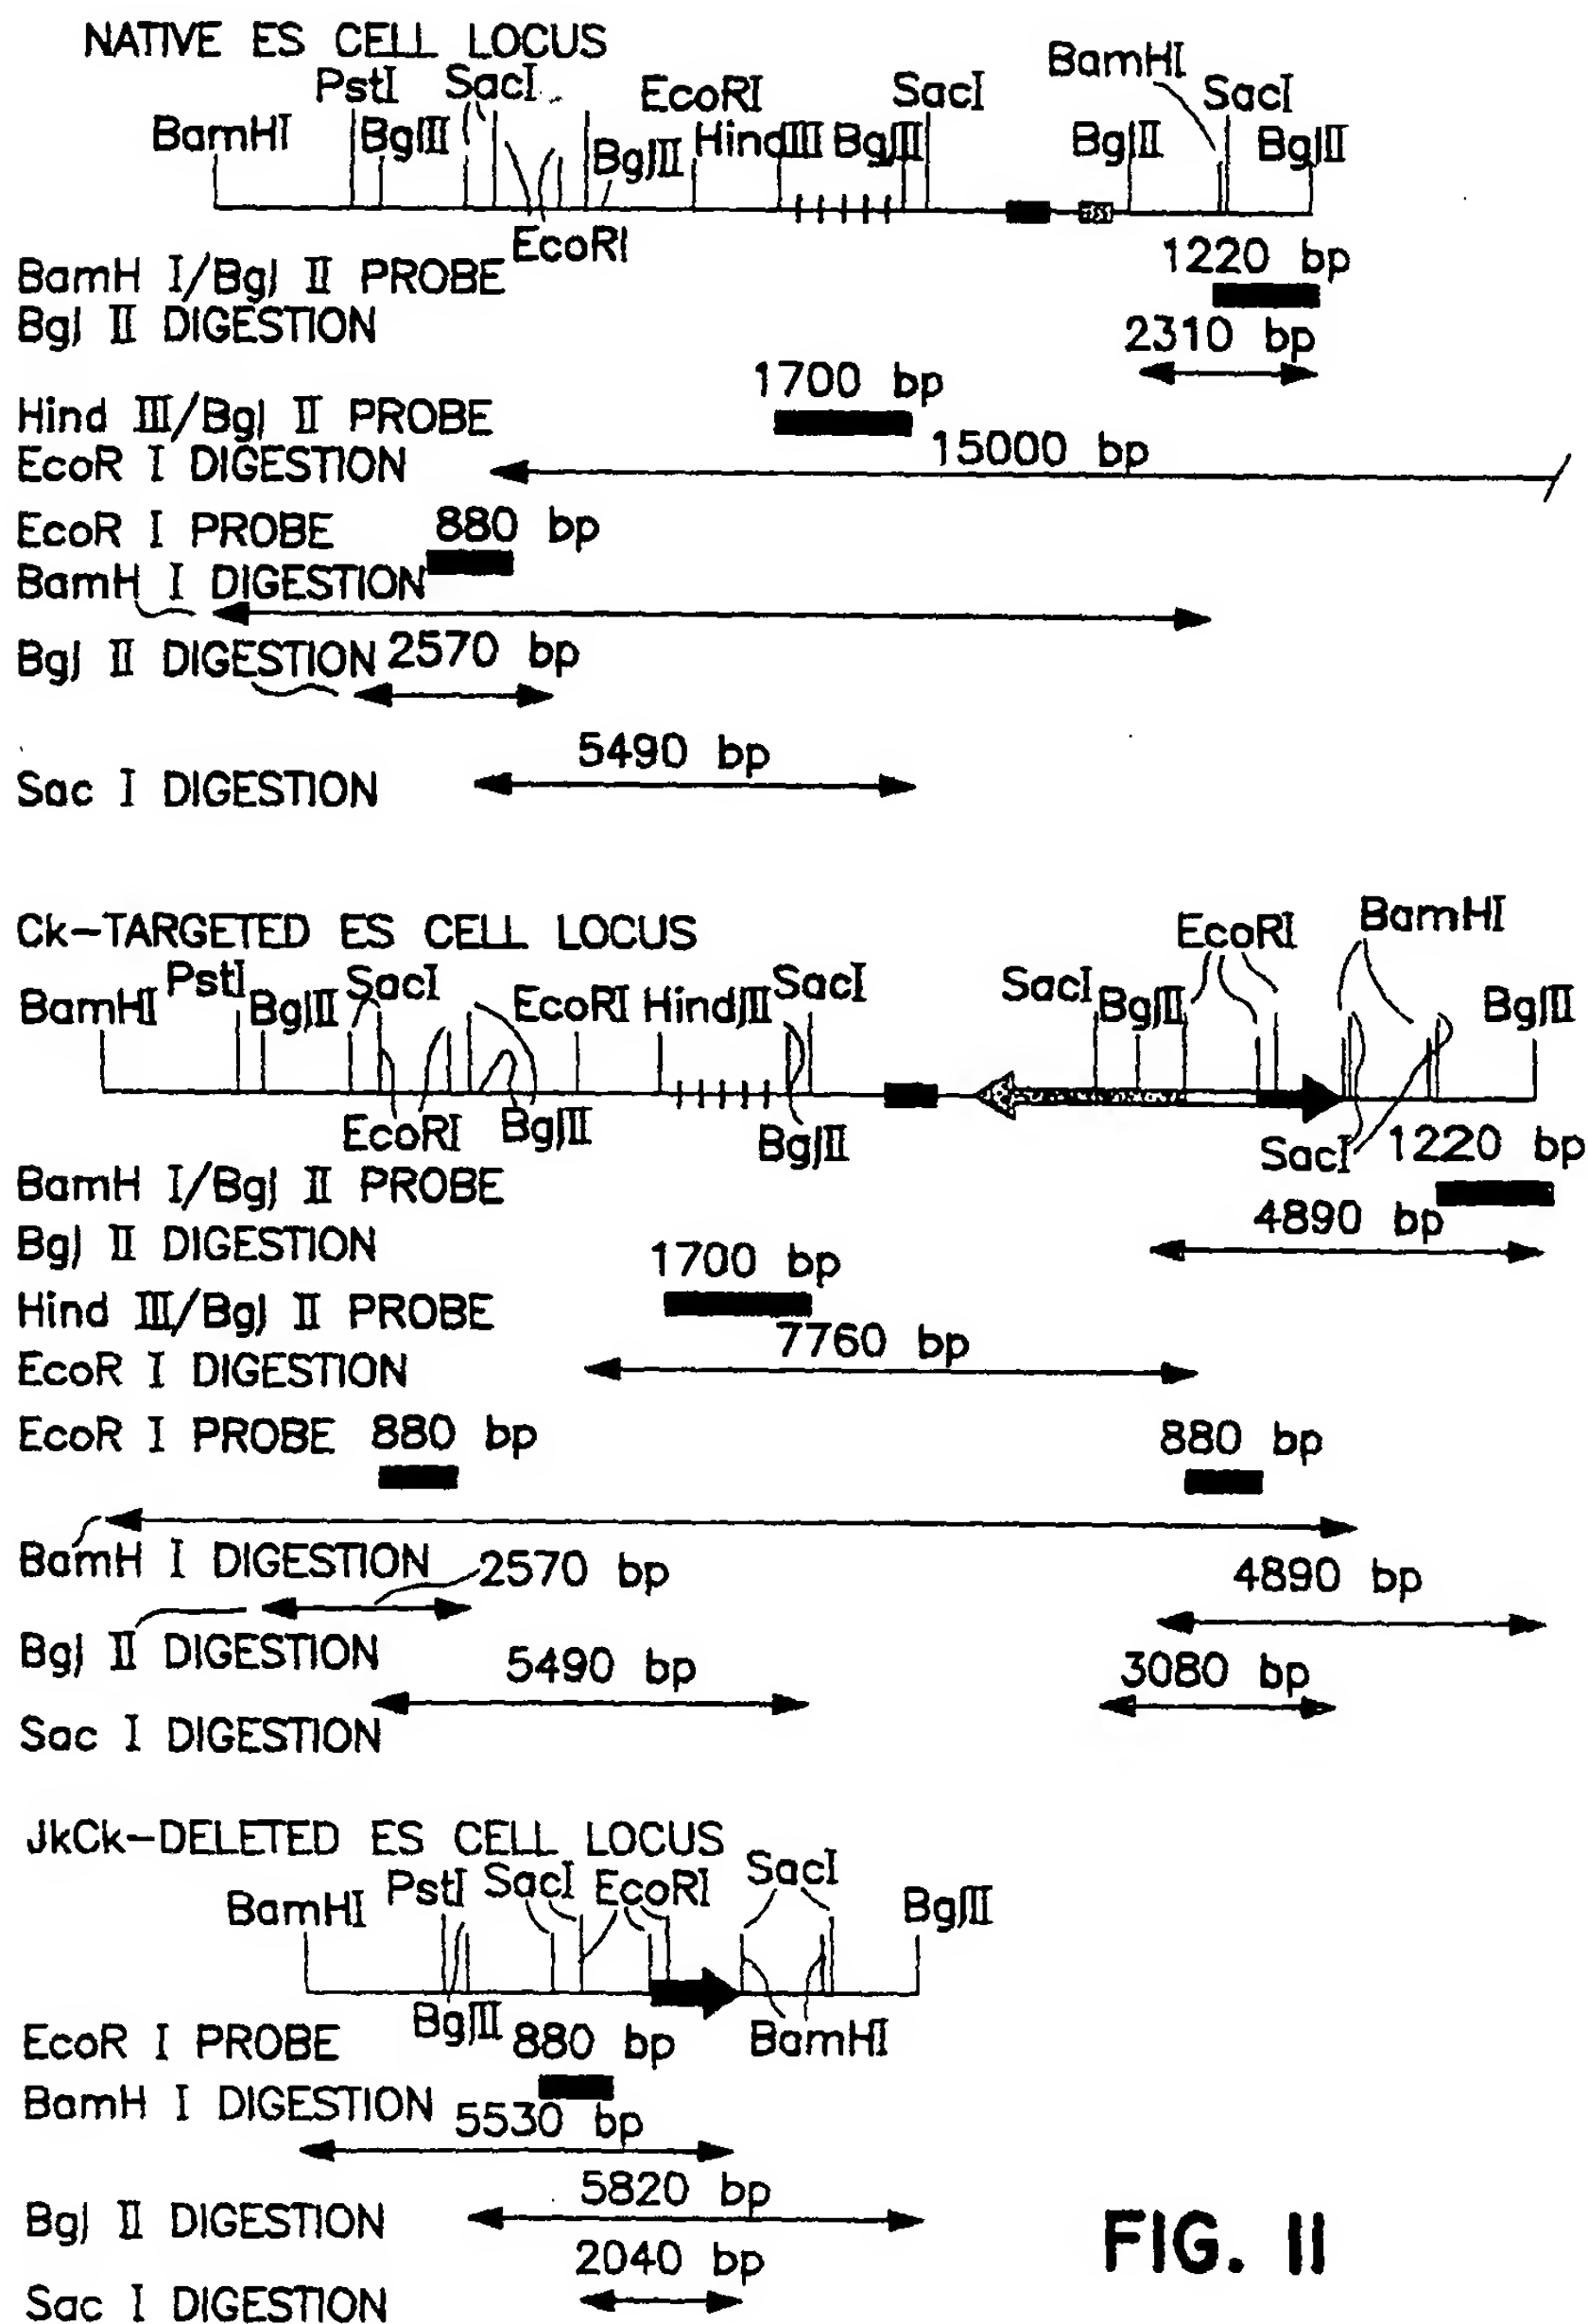 NATIVE ES CELL LOCUS
BamHI
PstI
BglII
SacI
EcoRI
BglII
EcoRI
HindIII
BglII
SacI
BglII
BamHI
SacI
BglII
BamH I/Bgl II PROBE
1220 bp
Bgl II DIGESTION
2310 bp
Hind III/Bgl II PROBE
1700 bp
EcoR I DIGESTION
15000 bp
EcoR I PROBE
880 bp
BamH I DIGESTION
Bgl II DIGESTION
2570 bp
Sac I DIGESTION
5490 bp
Ck-TARGETED ES CELL LOCUS
BamHI
PstI
BglII
SacI
EcoRI
BglII
EcoRI
HindIII
SacI
BglII
SacI
BglII
EcoRI
BamHI
SacI
BglII
BamH I/Bgl II PROBE
1220 bp
Bgl II DIGESTION
4890 bp
Hind III/Bgl II PROBE
1700 bp
EcoR I DIGESTION
7760 bp
EcoR I PROBE
880 bp
880 bp
BamH I DIGESTION
2570 bp
4890 bp
Bgl II DIGESTION
5490 bp
3080 bp
Sac I DIGESTION
JkCk-DELETED ES CELL LOCUS
BamHI
PstI
SacI
EcoRI
SacI
BglII
BglII
BamHI
EcoR I PROBE
880 bp
BamH I DIGESTION
5530 bp
Bgl II DIGESTION
5820 bp
Sac I DIGESTION
2040 bp
FIG. 11